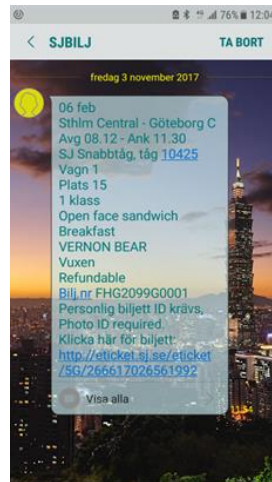 76% 12:04
SJBILJ TA BORT
fredag 3 november 2017
06 feb
Sthlm Central - Göteborg C
Avg 08.12 - Ank 11.30
SJ Snabbtåg, tåg 10425
Vagn 1
Plats 15
1 klass
Open face sandwich
Breakfast
VERNON BEAR
Vuxen
Refundable
Bilj.nr FHG2099G0001
Personlig biljett ID krävs,
Photo ID required.
Klicka här för biljett:
http://eticket.sj.se/eticket
/5G/266617026561992
Visa alla